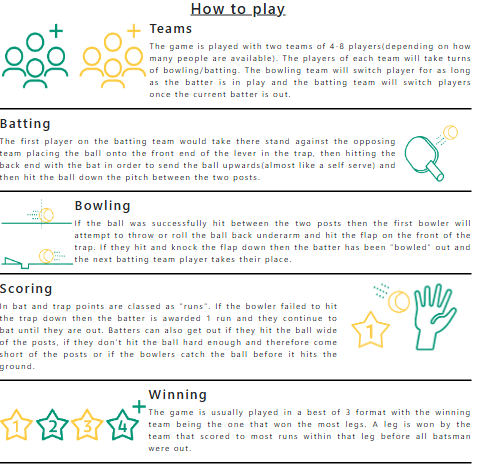 How to play
Teams
The game is played with two teams of 4-8 players(depending on how
many people are available). The players of each team will take turns
of bowling/batting. The bowling team will switch player for as long
as the batter is in play and the batting team will switch players
once the current batter is out.
Batting
The first player on the batting team would take there stand against the opposing
team placing the ball onto the front end of the lever in the trap, then hitting the
back end with the bat in order to send the ball upwards(almost like a self serve) and
then hit the ball down the pitch between the two posts.
Bowling
If the ball was successfully hit between the two posts then the first bowler will
attempt to throw or roll the ball back underarm and hit the flap on the front of the
trap. If they hit and knock the flap down then the batter has been "bowled" out and
the next batting team player takes their place.
Scoring
In bat and trap points are classed as "runs". If the bowler failed to hit
the trap down then the batter is awarded 1 run and they continue to
bat until they are out. Batters can also get out if they hit the ball wide
of the posts, if they don't hit the ball hard enough and therefore come
short of the posts or if the bowlers catch the ball before it hits the
ground.
1
Winning
1 2 3 4
The game is usually played in a best of 3 format with the winning
team being the one that won the most legs. A leg is won by the
team that scored to most runs within that leg before all batsman
were out.